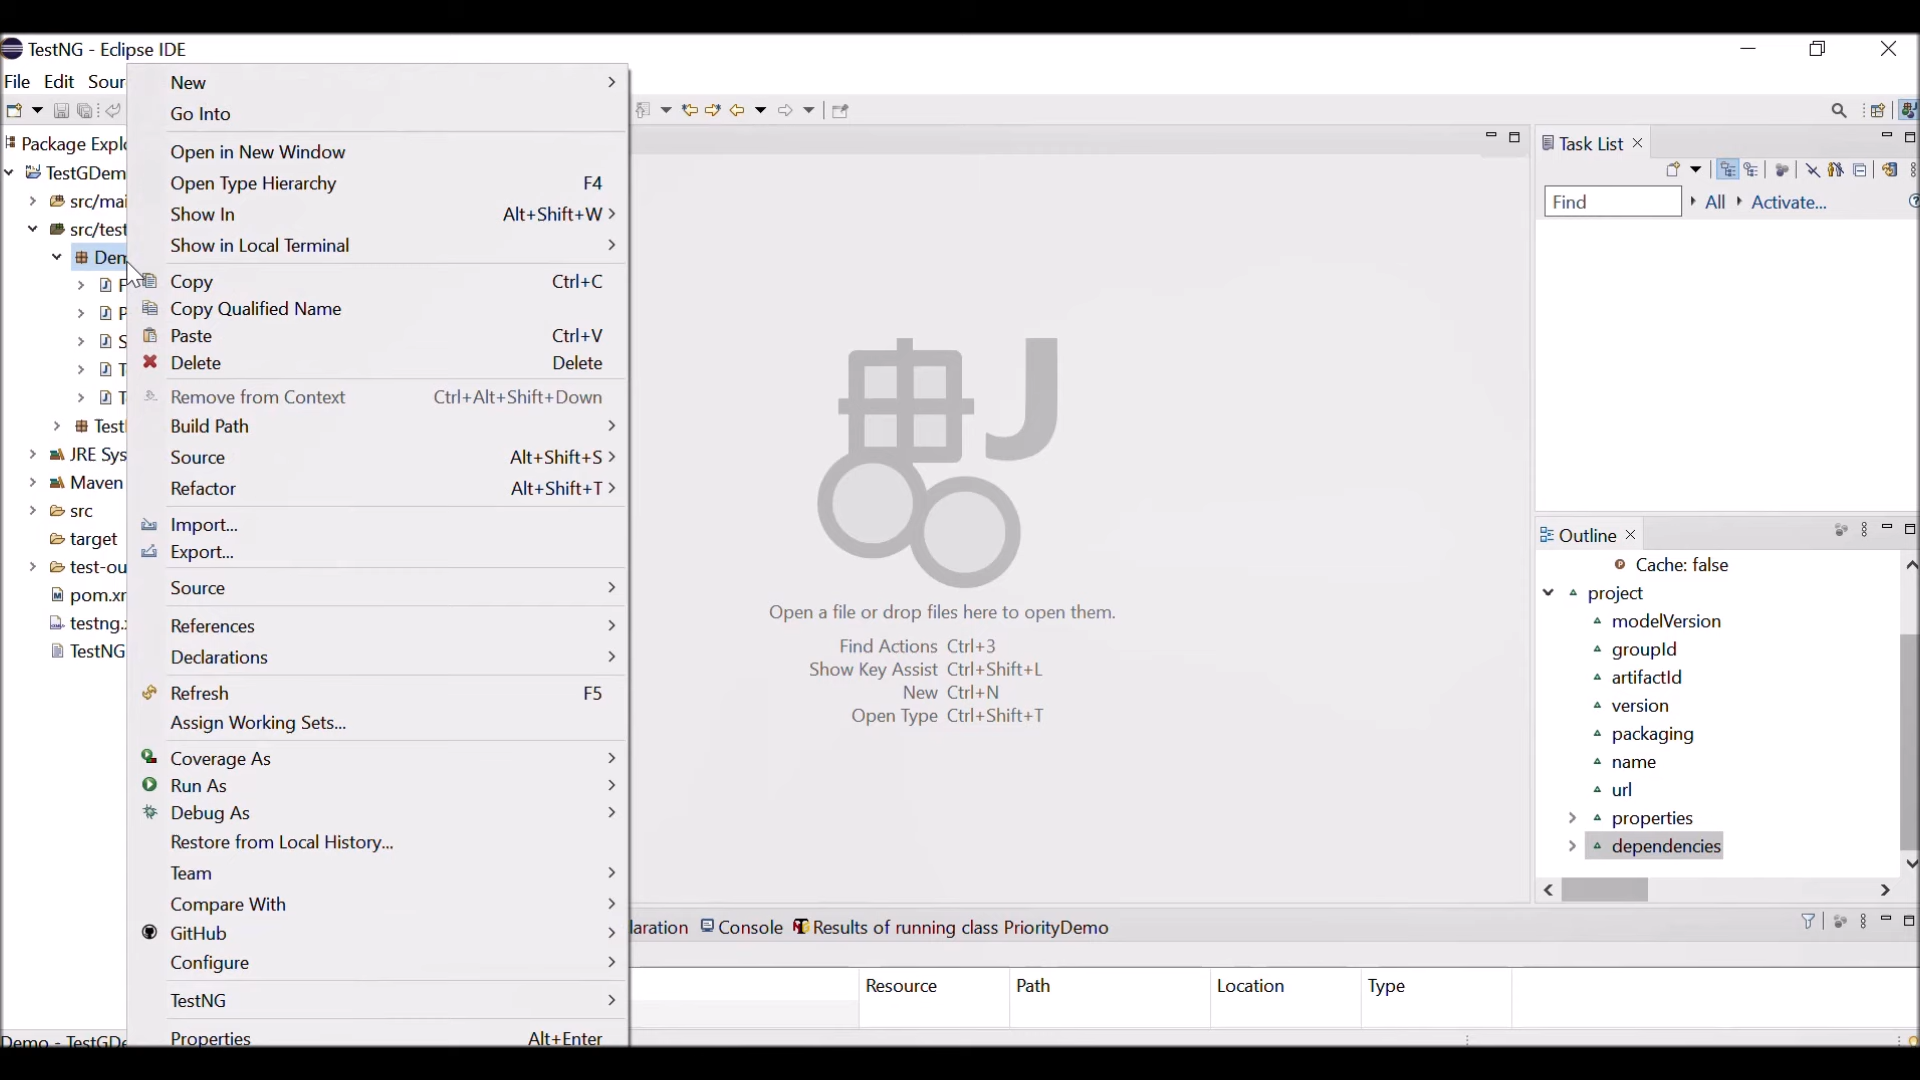 TestNG - Eclipse IDE
File Edit Sour
Package Explo
TestGDem
src/mai
src/test
Dem
F
P
S
T
T
Test
JRE Sys
Maven
src
target
test-ou
pom.xr
testng.x
TestNG
New
Go Into
Open in New Window
Open Type Hierarchy F4
Show In Alt+Shift+W
Show in Local Terminal
Copy Ctrl+C
Copy Qualified Name
Paste Ctrl+V
Delete Delete
Remove from Context Ctrl+Alt+Shift+Down
Build Path
Source Alt+Shift+S
Refactor Alt+Shift+T
Import...
Export...
Source
References
Declarations
Refresh F5
Assign Working Sets...
Coverage As
Run As
Debug As
Restore from Local History...
Team
Compare With
GitHub
Configure
TestNG
Properties Alt+Enter
Open a file or drop files here to open them.
Find Actions Ctrl+3
Show Key Assist Ctrl+Shift+L
New Ctrl+N
Open Type Ctrl+Shift+T
Task List
Find All Activate...
Outline
Cache: false
project
modelVersion
groupId
artifactId
version
packaging
name
url
properties
dependencies
laration Console Results of running class PriorityDemo
Resource Path Location Type
Demo - TestGDe